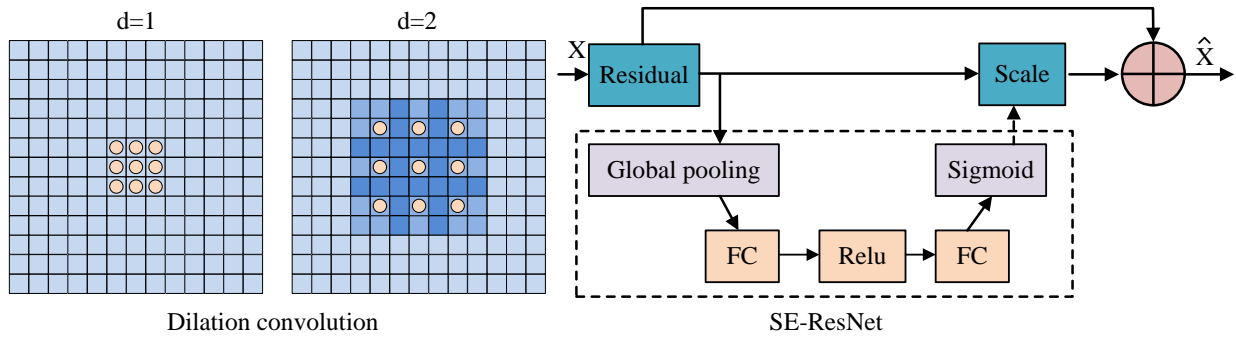 d=1
d=2
Dilation convolution
X
Residual
Scale
X̂
Global pooling
Sigmoid
FC
Relu
FC
SE-ResNet